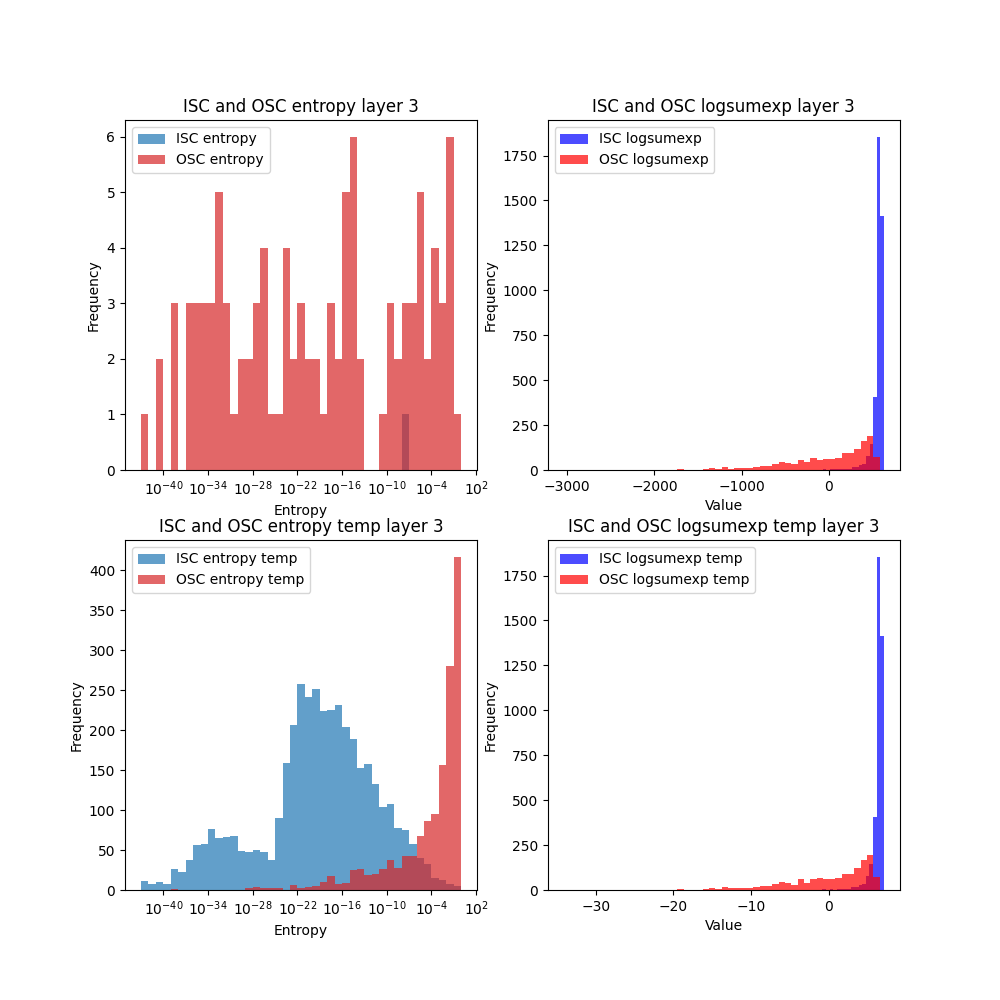 ISC and OSC entropy layer 3
ISC entropy
OSC entropy
6
5
4
3
2
1
0
Frequency
10^-40 10^-34 10^-28 10^-22 10^-16 10^-10 10^-4 10^2
Entropy
ISC and OSC logsumexp layer 3
ISC logsumexp
OSC logsumexp
1750
1500
1250
1000
750
500
250
0
Frequency
−3000 −2000 −1000 0
Value
ISC and OSC entropy temp layer 3
ISC entropy temp
OSC entropy temp
400
350
300
250
200
150
100
50
0
Frequency
10^-40 10^-34 10^-28 10^-22 10^-16 10^-10 10^-4 10^2
Entropy
ISC and OSC logsumexp temp layer 3
ISC logsumexp temp
OSC logsumexp temp
1750
1500
1250
1000
750
500
250
0
Frequency
−30 −20 −10 0
Value